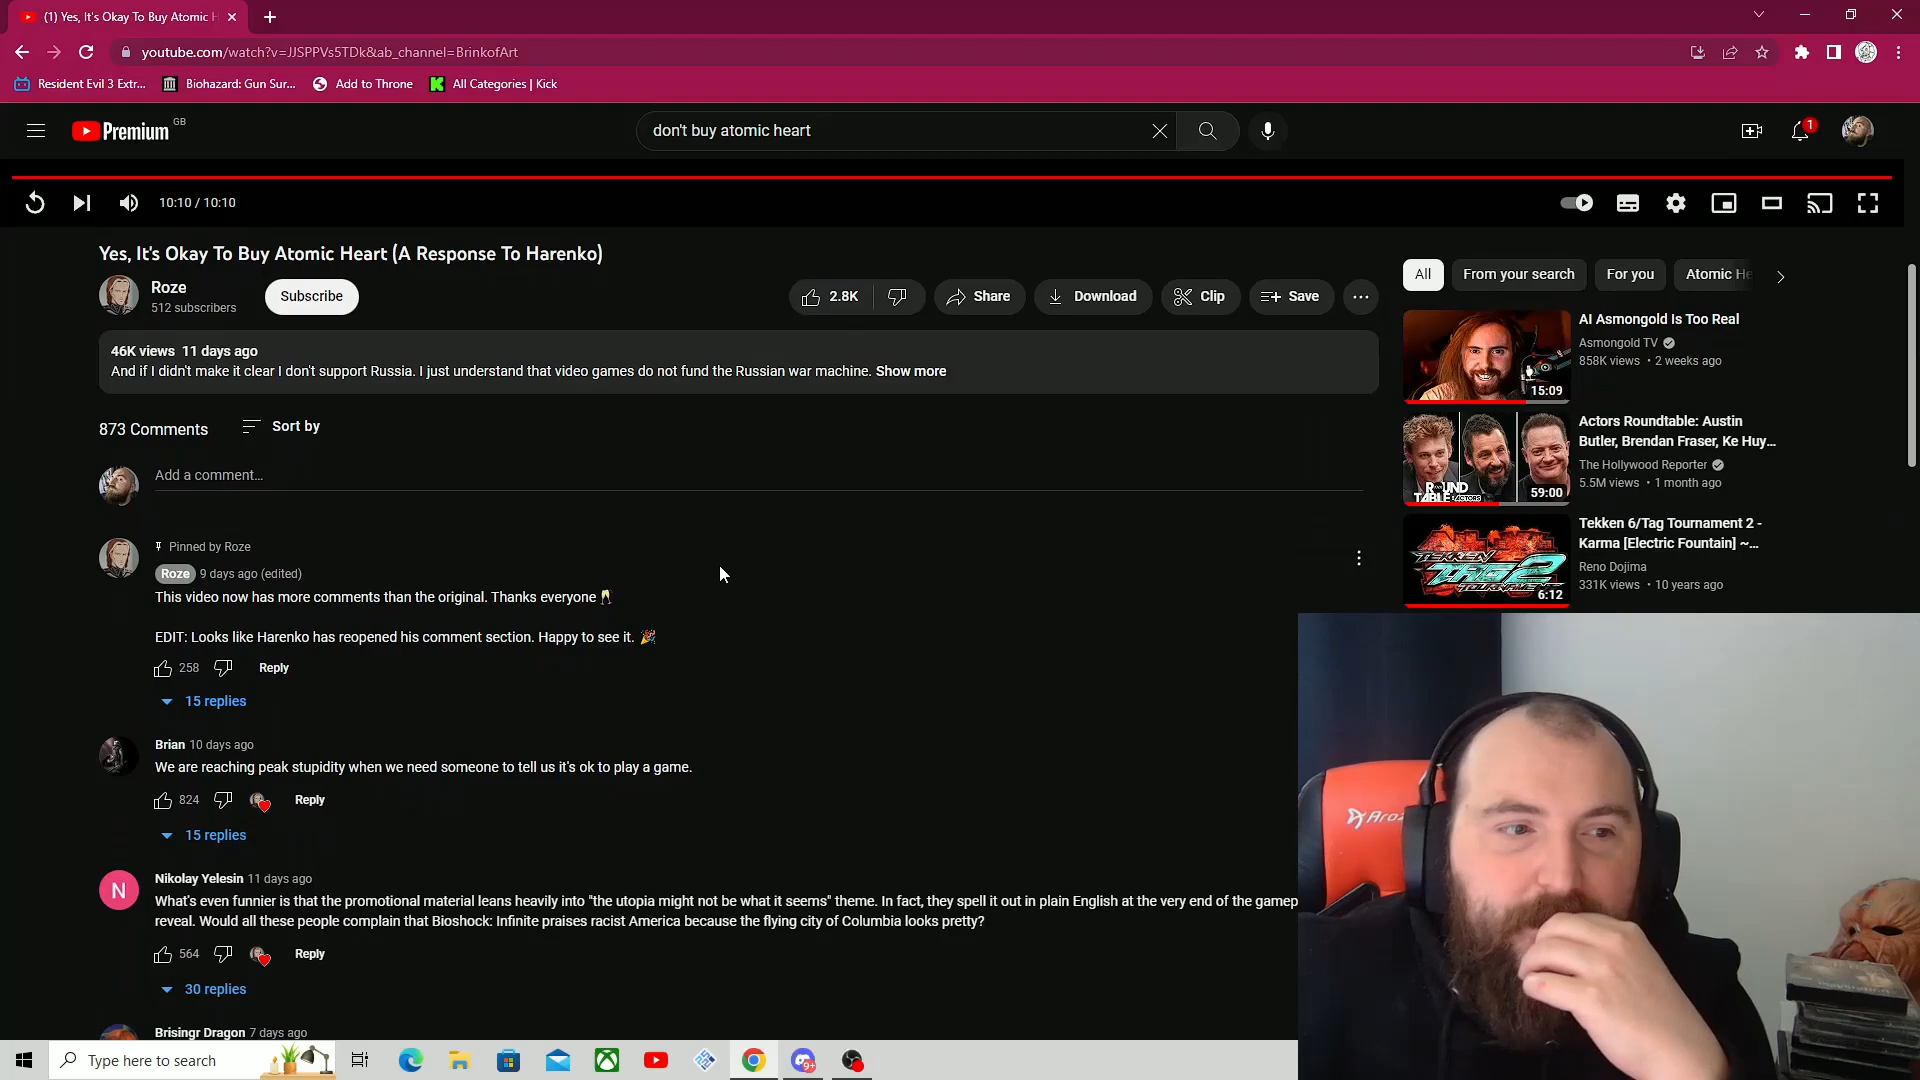 (1) Yes, It's Okay To Buy Atomic H
youtube.com/watch?v=JJSPPVs5TDk&ab_channel=BrinkofArt
Resident Evil 3 Extr...
Biohazard: Gun Sur...
Add to Throne
All Categories | Kick
Premium GB
don't buy atomic heart
1
10:10 / 10:10
Yes, It's Okay To Buy Atomic Heart (A Response To Harenko)
Roze
512 subscribers
Subscribe
2.8K
Share
Download
Clip
Save
46K views 11 days ago
And if I didn't make it clear I don't support Russia. I just understand that video games do not fund the Russian war machine. Show more
873 Comments
Sort by
Add a comment...
Pinned by Roze
Roze 9 days ago (edited)
This video now has more comments than the original. Thanks everyone 🥂
EDIT: Looks like Harenko has reopened his comment section. Happy to see it. 🎉
258
Reply
15 replies
Brian 10 days ago
We are reaching peak stupidity when we need someone to tell us it's ok to play a game.
824
Reply
15 replies
N
Nikolay Yelesin 11 days ago
What's even funnier is that the promotional material leans heavily into "the utopia might not be what it seems" theme. In fact, they spell it out in plain English at the very end of the gamep
reveal. Would all these people complain that Bioshock: Infinite praises racist America because the flying city of Columbia looks pretty?
564
Reply
30 replies
Brisingr Dragon 7 days ago
All
From your search
For you
Atomic He
15:09
AI Asmongold Is Too Real
Asmongold TV
858K views • 2 weeks ago
ROUND
TABLE ACTORS
59:00
Actors Roundtable: Austin
Butler, Brendan Fraser, Ke Huy...
The Hollywood Reporter
5.5M views • 1 month ago
TEKKEN
TAG 2
TOURNAMENT
6:12
Tekken 6/Tag Tournament 2 -
Karma [Electric Fountain] ~...
Reno Dojima
331K views • 10 years ago
Aroz
Type here to search
9+